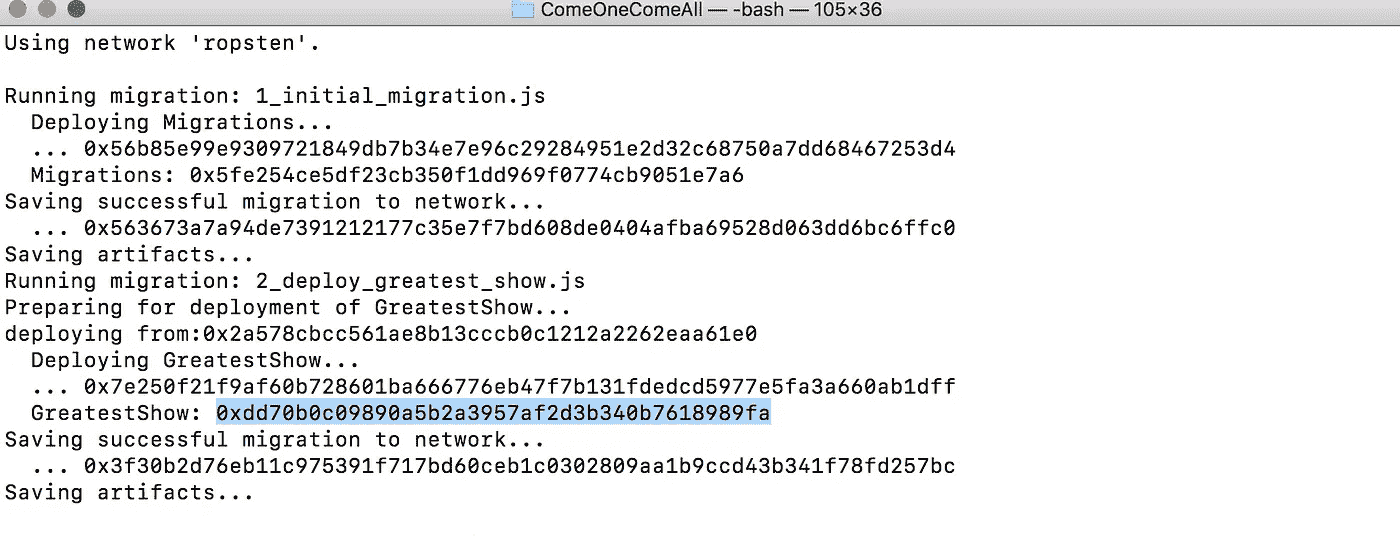 ComeOneComeAll — -bash — 105×36
Using network 'ropsten'.
Running migration: 1_initial_migration.js
Deploying Migrations...
... 0x56b85e99e9309721849db7b34e7e96c29284951e2d32c68750a7dd68467253d4
Migrations: 0x5fe254ce5df23cb350f1dd969f0774cb9051e7a6
Saving successful migration to network...
... 0x563673a7a94de7391212177c35e7f7bd608de0404afba69528d063dd6bc6ffc0
Saving artifacts...
Running migration: 2_deploy_greatest_show.js
Preparing for deployment of GreatestShow...
deploying from:0x2a578cbcc561ae8b13cccb0c1212a2262eaa61e0
Deploying GreatestShow...
... 0x7e250f21f9af60b728601ba666776eb47f7b131fdedcd5977e5fa3a660ab1dff
GreatestShow: 0xdd70b0c09890a5b2a3957af2d3b340b7618989fa
Saving successful migration to network...
... 0x3f30b2d76eb11c975391f717bd60ceb1c0302809aa1b9ccd43b341f78fd257bc
Saving artifacts...